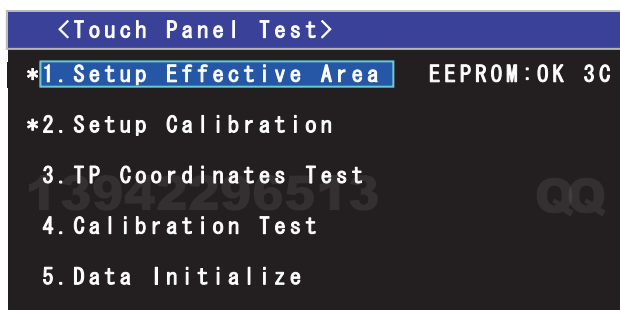 <Touch Panel Test>
*1.Setup Effective Area EEPROM:OK 3C
*2.Setup Calibration
3.TP Coordinates Test
13942296513 QQ
4.Calibration Test
5.Data Initialize